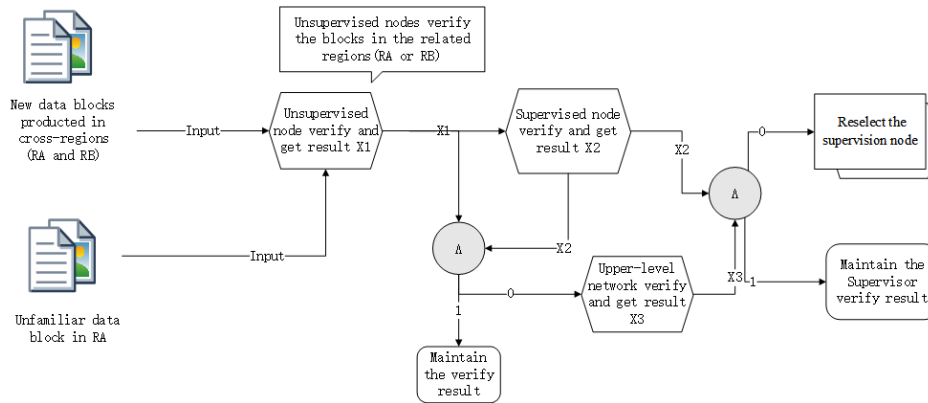 Unsupervised nodes verify
the blocks in the related
regions(RA or RB)
New data blocks
producted in
cross-regions
(RA and RB)
Input
Unsupervised
node verify and
get result X1
X1
Supervised node
verify and get
result X2
X2
0
Reselect the
supervision node
Λ
Λ
X2
Unfamiliar data
block in RA
Input
0
Upper-level
network verify
and get result
X3
X3
1
Maintain the
Supervisor
verify result
1
Maintain
the verify
result